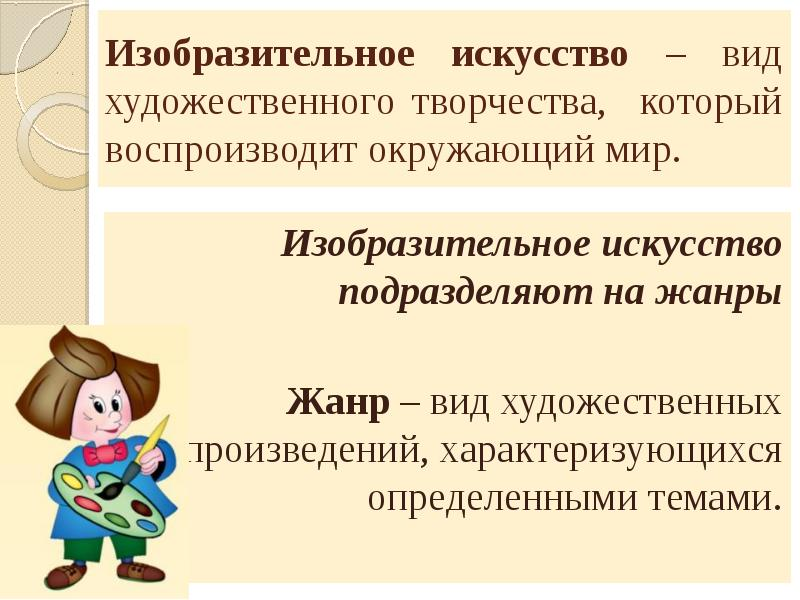 Изобразительное искусство – вид
художественного творчества, который
воспроизводит окружающий мир.
Изобразительное искусство
подразделяют на жанры
Жанр – вид художественных
произведений, характеризующихся
определенными темами.